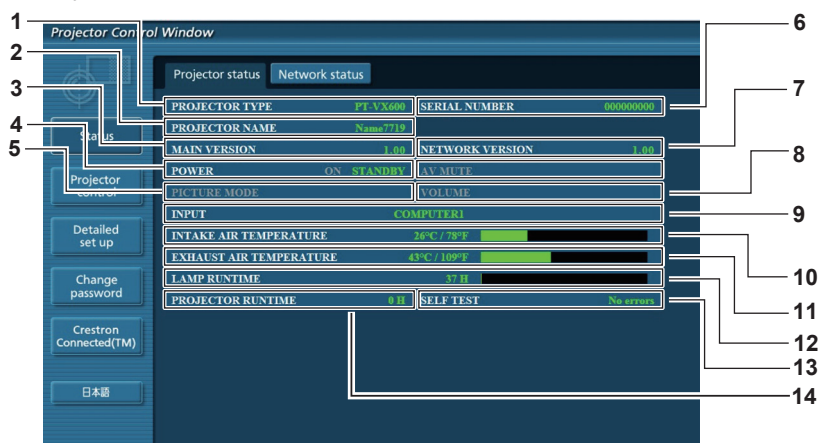 Projector Control Window
Projector status Network status
1
2
3
4
5
6
7
8
9
10
11
12
13
14
PROJECTOR TYPE PT-VX600 SERIAL NUMBER 000000000
PROJECTOR NAME Name7719
MAIN VERSION 1.00 NETWORK VERSION 1.00
POWER ON STANDBY AV MUTE
PICTURE MODE VOLUME
INPUT COMPUTER1
INTAKE AIR TEMPERATURE 26°C / 78°F
EXHAUST AIR TEMPERATURE 43°C / 109°F
LAMP RUNTIME 37 H
PROJECTOR RUNTIME 0 H SELF TEST No errors
Status
Projector
control
Detailed
set up
Change
password
Crestron
Connected(TM)
日本語